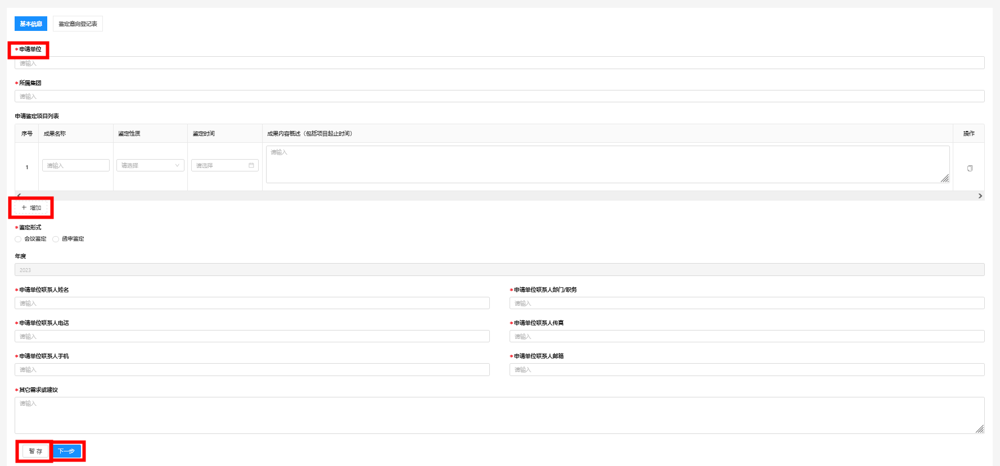 基本信息 鉴定意向登记表
*申请单位
请输入
*所属集团
请输入
申请鉴定项目列表
序号 成果名称 鉴定性质 鉴定时间 成果内容概述（包括项目起止时间） 操作
请输入
1 请输入 请选择 请选择
+ 增加
*鉴定形式
会议鉴定 函审鉴定
年度
2023
*申请单位联系人姓名 *申请单位联系人部门/职务
请输入 请输入
*申请单位联系人电话 *申请单位联系人传真
请输入 请输入
*申请单位联系人手机 *申请单位联系人邮箱
请输入 请输入
*其它需求或建议
请输入
暂 存 下一步